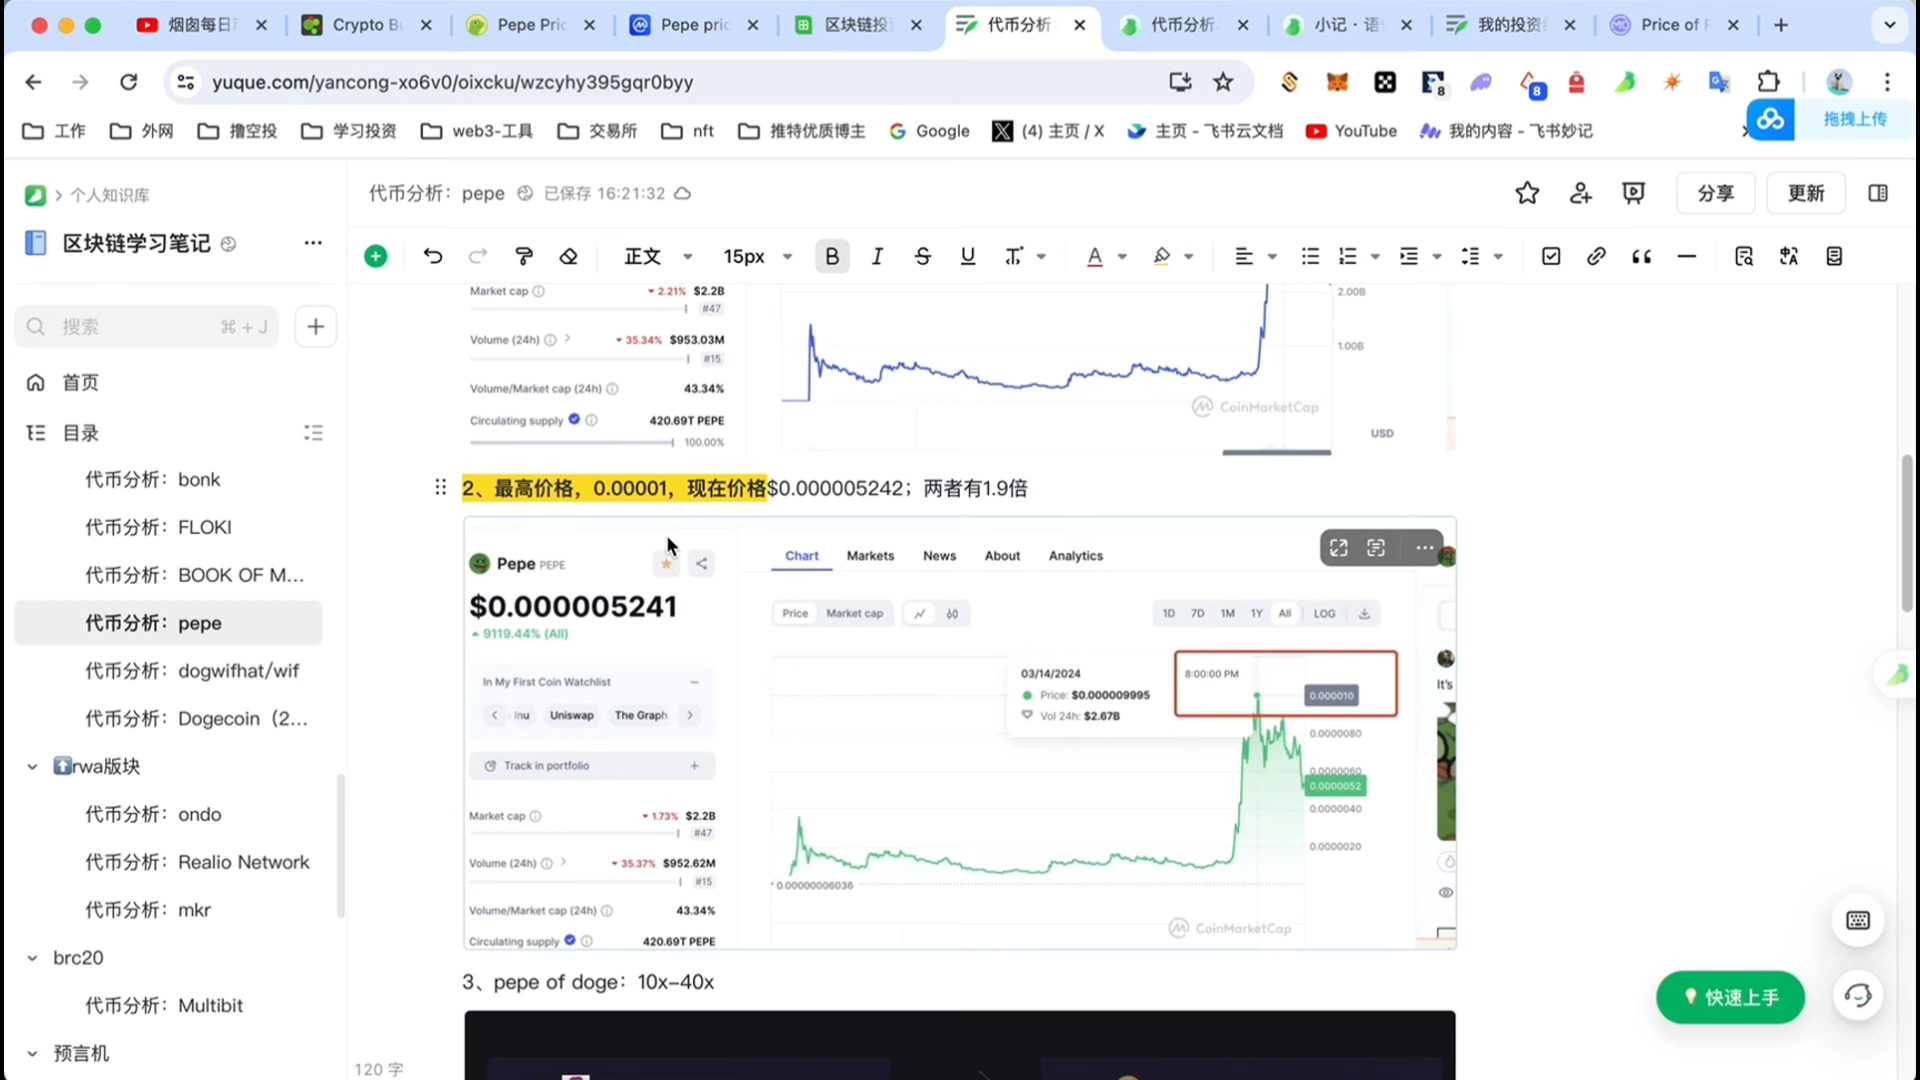 烟囱每日
Crypto B
Pepe Pric
Pepe pric
区块链投
代币分析
代币分析
小记·语
我的投资
Price of P
yuque.com/yancong-xo6v0/oixcku/wzcyhy395gqr0byy
8
8
工作
外网
撸空投
学习投资
web3-工具
交易所
nft
推特优质博主
Google
(4) 主页 / X
主页 - 飞书云文档
YouTube
我的内容 - 飞书妙记
拖拽上传
个人知识库
区块链学习笔记
搜索
⌘ + J
首页
目录
代币分析：bonk
代币分析：FLOKI
代币分析：BOOK OF M...
代币分析：pepe
代币分析：dogwifhat/wif
代币分析：Dogecoin（2...
rwa版块
代币分析：ondo
代币分析：Realio Network
代币分析：mkr
brc20
代币分析：Multibit
预言机
代币分析：pepe
已保存 16:21:32
分享
更新
正文
15px
Market cap
2.21% $2.2B
#47
Volume (24h)
35.34% $953.03M
#15
Volume/Market cap (24h)
43.34%
Circulating supply
420.69T PEPE
100.00%
2.00B
1.00B
CoinMarketCap
USD
2、最高价格，0.00001，现在价格$0.000005242；两者有1.9倍
Pepe PEPE
$0.000005241
9119.44% (All)
In My First Coin Watchlist
Inu
Uniswap
The Graph
Track in portfolio
Market cap
1.73% $2.2B
#47
Volume (24h)
35.37% $952.62M
#15
Volume/Market cap (24h)
43.34%
Circulating supply
420.69T PEPE
Chart
Markets
News
About
Analytics
Price
Market cap
1D
7D
1M
1Y
All
LOG
03/14/2024
8:00:00 PM
Price: $0.000009995
Vol 24h: $2.67B
0.000010
0.0000080
0.0000060
0.0000052
0.0000040
0.0000020
0.00000006036
CoinMarketCap
It's
3、pepe of doge：10x-40x
120 字
快速上手